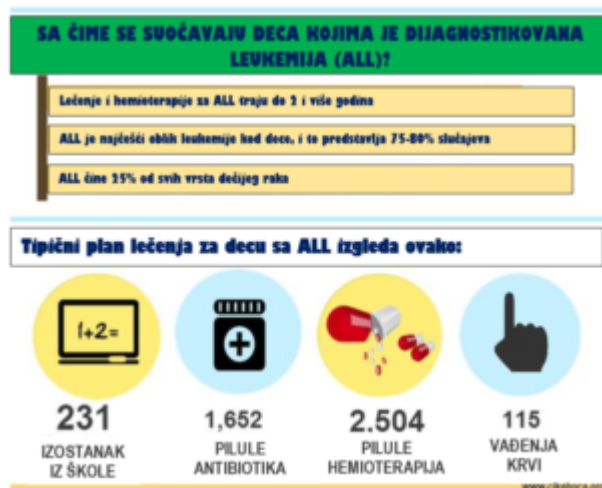 SA ČIME SE SUOČAVAJU DECA KOJIMA JE DIJAGNOSTIKOVANA
LEUKEMIJA (ALL)?
Lečenje i hemioterapije za ALL traju do 2 i više godina
ALL je najčešći oblik leukemije kod dece, i to predstavlja 75-80% slučajeva
ALL čine 25% od svih vrsta dečijeg raka
Tipični plan lečenja za decu sa ALL izgleda ovako:
1+2=
231
IZOSTANAK
IZ ŠKOLE
1,652
PILULE
ANTIBIOTIKA
2.504
PILULE
HEMIOTERAPIJA
115
VAĐENJA
KRVI